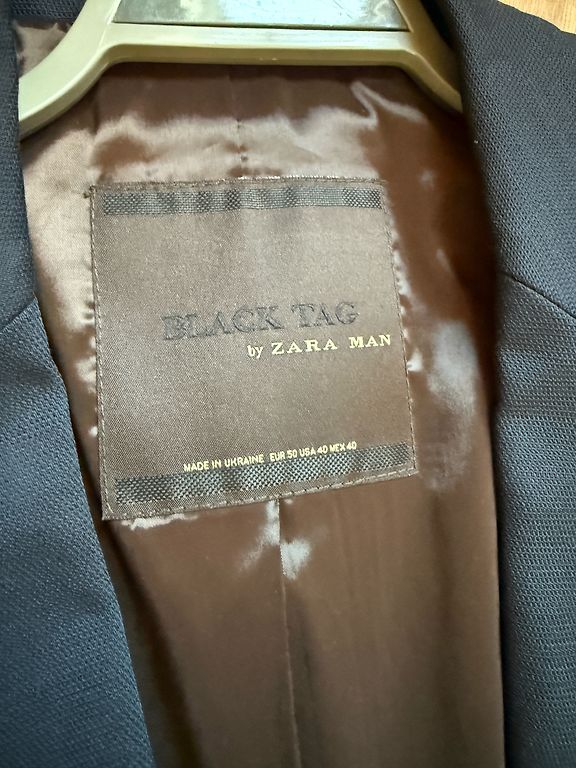 BLACK TAG
by ZARA MAN
MADE IN UKRAINE EUR 50 USA 40 MEX 40